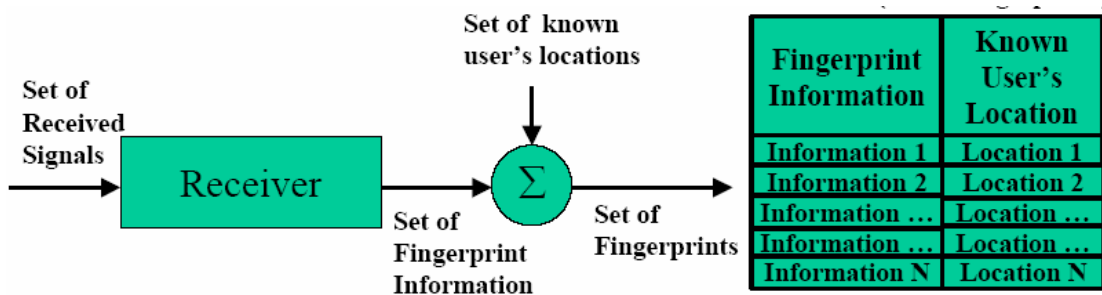 Set of known
user's locations
Set of
Received
Signals
Receiver
Σ
Set of
Fingerprint
Information
Set of
Fingerprints
Fingerprint
Information
Known
User's
Location
Information 1
Location 1
Information 2
Location 2
Information ...
Location ...
Information ...
Location ...
Information N
Location N